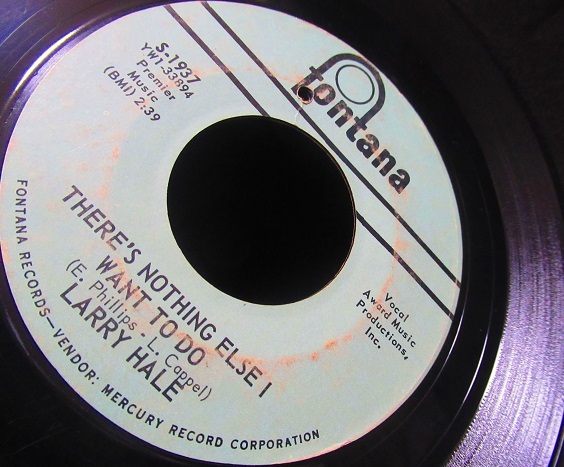 fontana
S-1937
YW1-33894
Premier
Music
(BMI) 2:39
Vocal
Award Music
Productions,
Inc.
THERE'S NOTHING ELSE I
WANT TO DO
(E. Phillips, L. Cappel)
LARRY HALE
FONTANA RECORDS—VENDOR: MERCURY RECORD CORPORATION